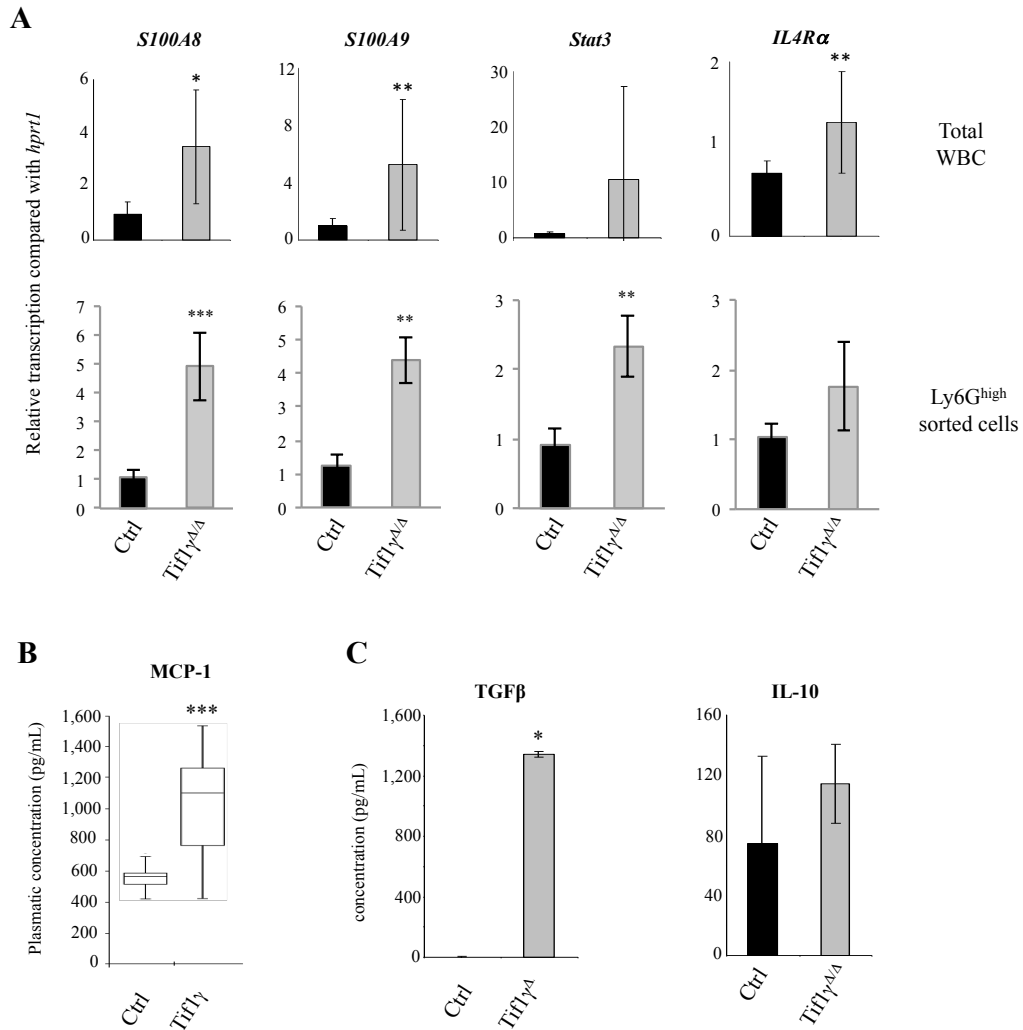 A
S100A8
S100A9
Stat3
IL4Rα
Relative transcription compared with hprt1
6
4
2
0
*
12
8
4
0
**
30
20
10
0
2
1
0
**
Total
WBC
7
6
5
4
3
2
1
0
***
6
5
4
3
2
1
0
**
3
2
1
0
**
3
2
1
0
Ly6Ghigh
sorted cells
Ctrl
Tif1γΔ/Δ
Ctrl
Tif1γΔ/Δ
Ctrl
Tif1γΔ/Δ
Ctrl
Tif1γΔ/Δ
B
MCP-1
Plasmatic concentration (pg/mL)
1,600
1,400
1,200
1,000
800
600
400
200
0
***
Ctrl
Tif1γ
C
TGFβ
concentration (pg/mL)
1,600
1,200
800
400
0
*
Ctrl
Tif1γΔ
IL-10
160
120
80
40
0
Ctrl
Tif1γΔ/Δ